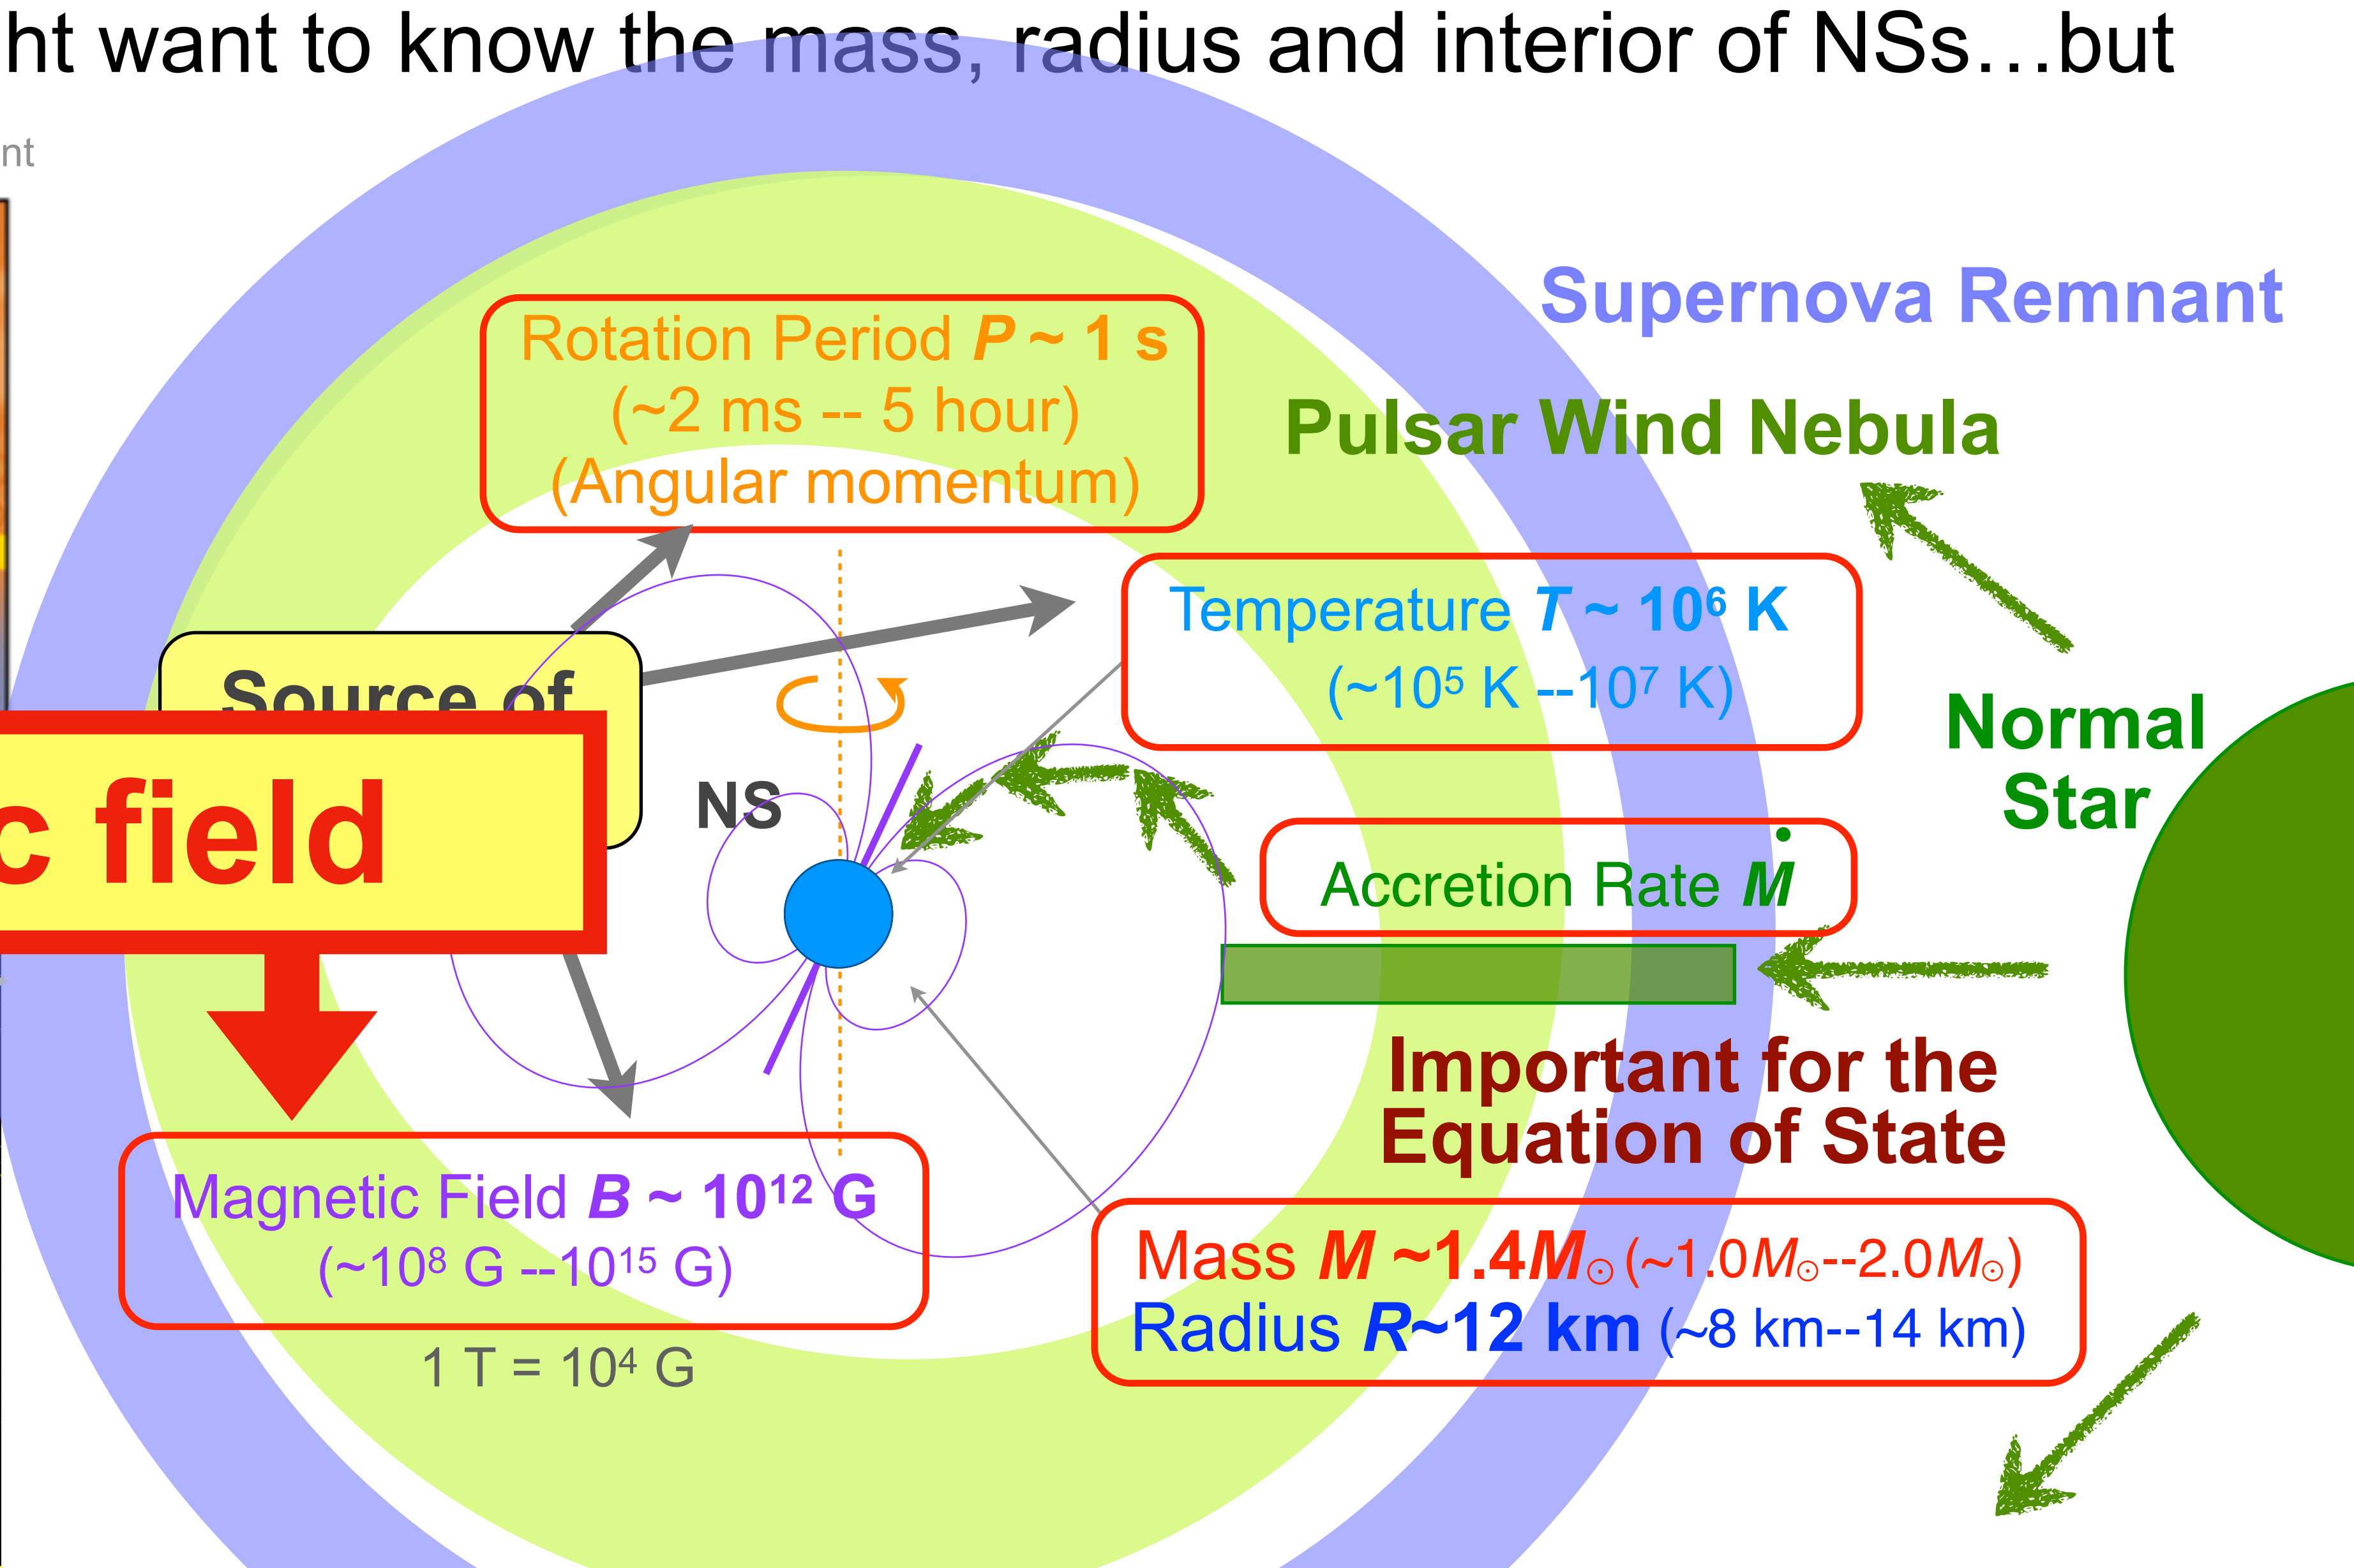 ht want to know the mass, radius and interior of NSs…but
nt
Supernova Remnant
Rotation Period P ~ 1 s
(~2 ms -- 5 hour)
(Angular momentum)
Pulsar Wind Nebula
Temperature T ~ 10⁶ K
(~10⁵ K --10⁷ K)
Source of
Normal
Star
NS
c field
Accretion Rate Ṁ
Important for the
Equation of State
Magnetic Field B ~ 10¹² G
(~10⁸ G --10¹⁵ G)
Mass M ~1.4M☉ (~1.0M☉--2.0M☉)
Radius R~12 km (~8 km--14 km)
1 T = 10⁴ G